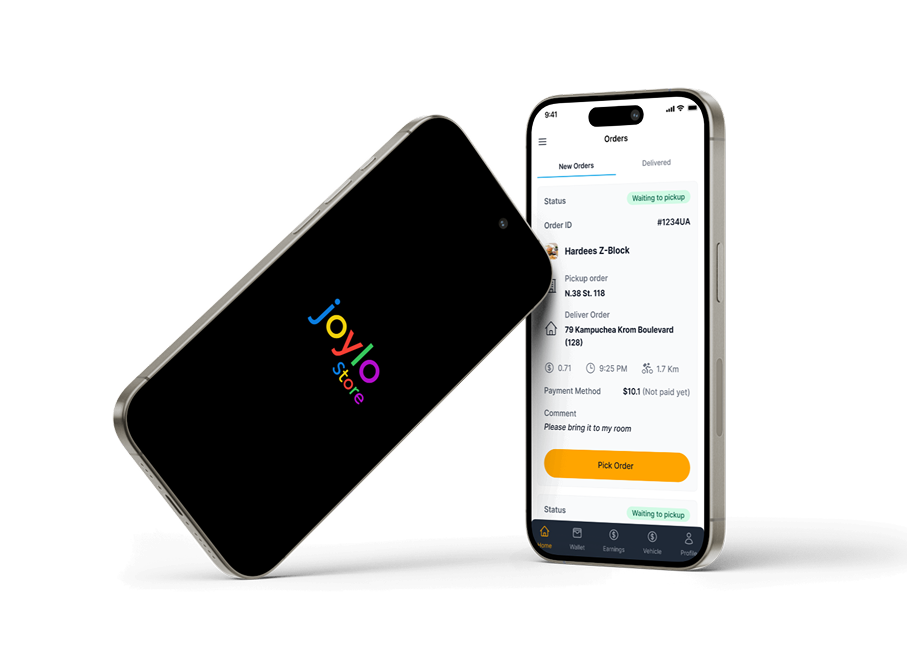 joylo
Store
9:41
Orders
New Orders
Delivered
Status
Waiting to pickup
Order ID
#1234UA
Hardees Z-Block
Pickup order
N.38 St. 118
Deliver Order
79 Kampuchea Krom Boulevard
(128)
0.71
9:25 PM
1.7 Km
Payment Method
$10.1 (Not paid yet)
Comment
Please bring it to my room
Pick Order
Status
Waiting to pickup
Home
Wallet
Earnings
Vehicle
Profile